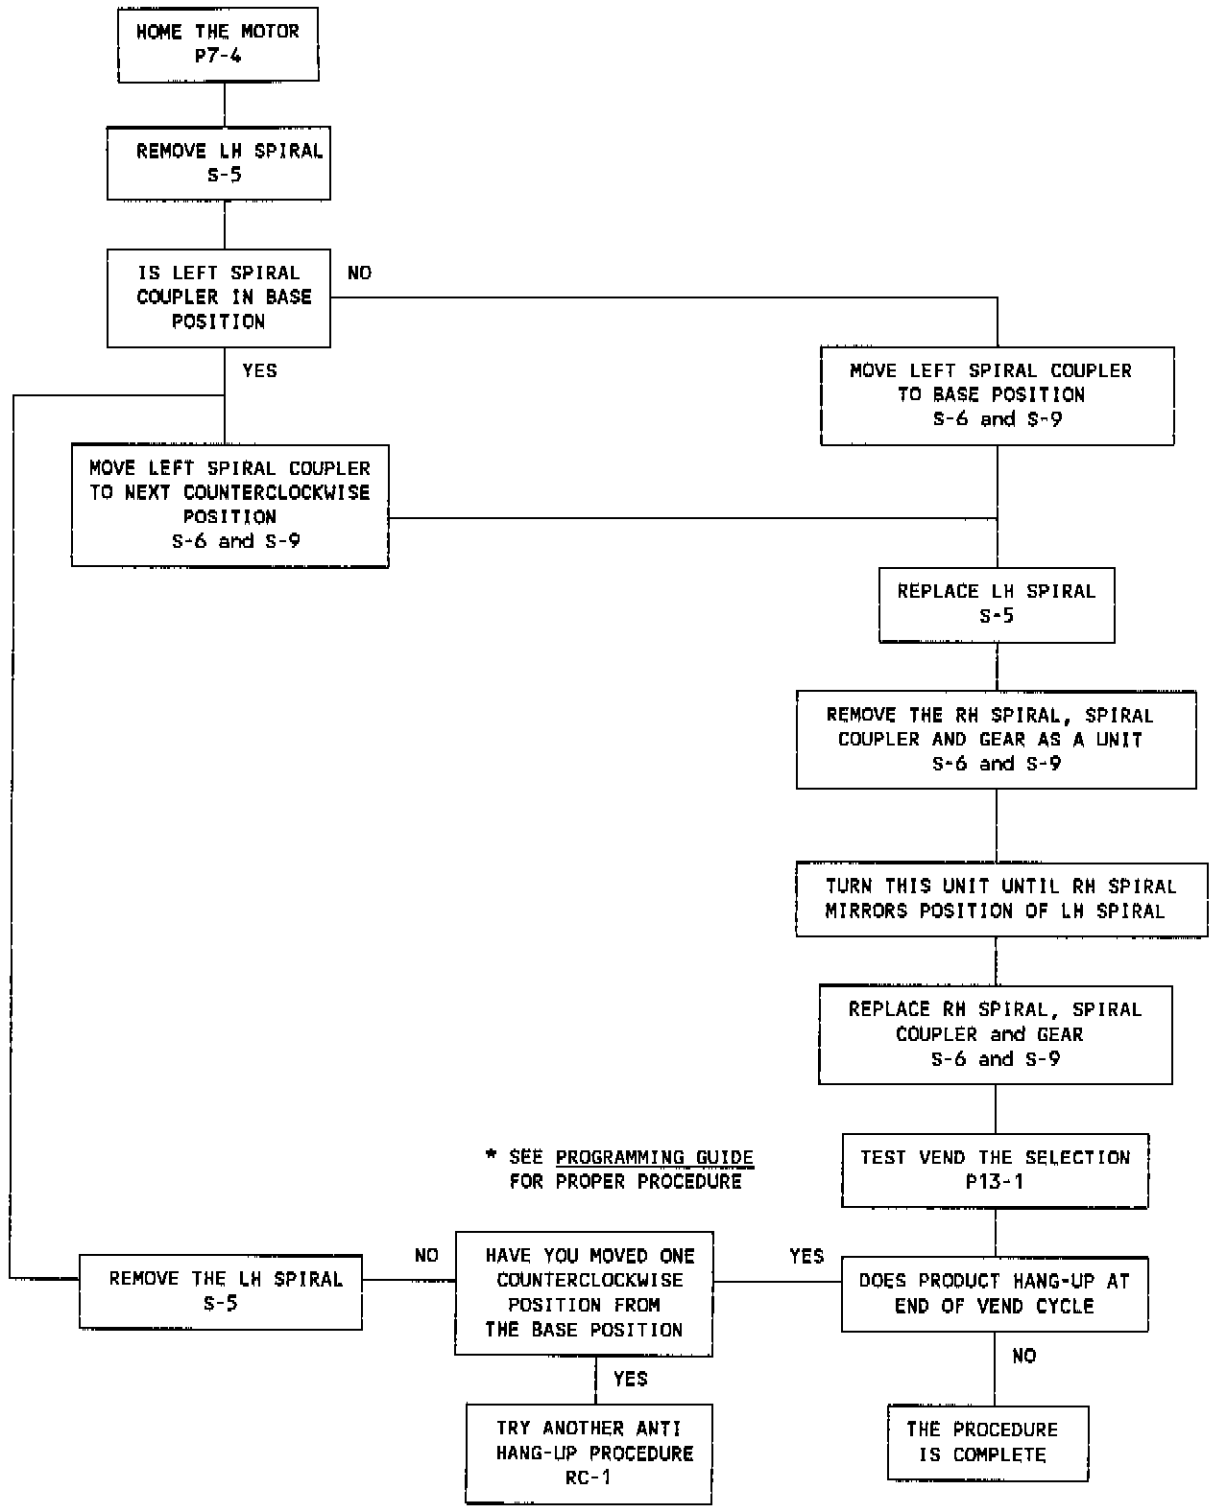 HOME THE MOTOR
P7-4
REMOVE LH SPIRAL
S-5
IS LEFT SPIRAL
COUPLER IN BASE
POSITION
NO
YES
MOVE LEFT SPIRAL COUPLER
TO BASE POSITION
S-6 and S-9
MOVE LEFT SPIRAL COUPLER
TO NEXT COUNTERCLOCKWISE
POSITION
S-6 and S-9
REPLACE LH SPIRAL
S-5
REMOVE THE RH SPIRAL, SPIRAL
COUPLER AND GEAR AS A UNIT
S-6 and S-9
TURN THIS UNIT UNTIL RH SPIRAL
MIRRORS POSITION OF LH SPIRAL
REPLACE RH SPIRAL, SPIRAL
COUPLER and GEAR
S-6 and S-9
* SEE PROGRAMMING GUIDE
FOR PROPER PROCEDURE
TEST VEND THE SELECTION
P13-1
DOES PRODUCT HANG-UP AT
END OF VEND CYCLE
YES
NO
HAVE YOU MOVED ONE
COUNTERCLOCKWISE
POSITION FROM
THE BASE POSITION
NO
YES
REMOVE THE LH SPIRAL
S-5
TRY ANOTHER ANTI
HANG-UP PROCEDURE
RC-1
THE PROCEDURE
IS COMPLETE